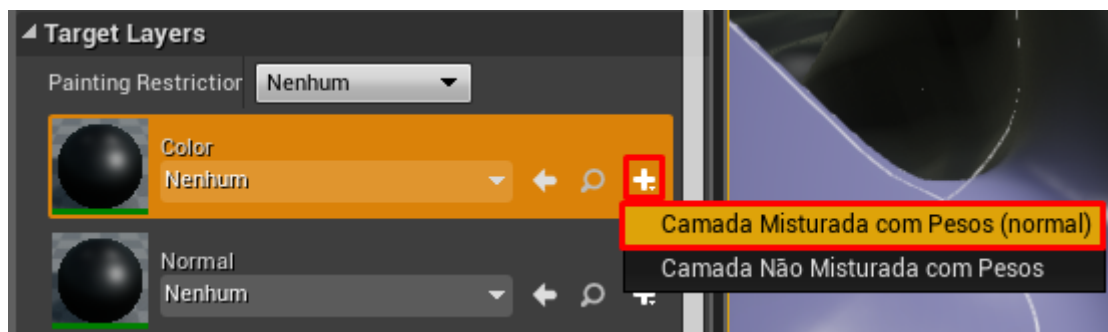 Target Layers
Painting Restriction Nenhum
Color
Nenhum
Camada Misturada com Pesos (normal)
Normal
Camada Não Misturada com Pesos
Nenhum